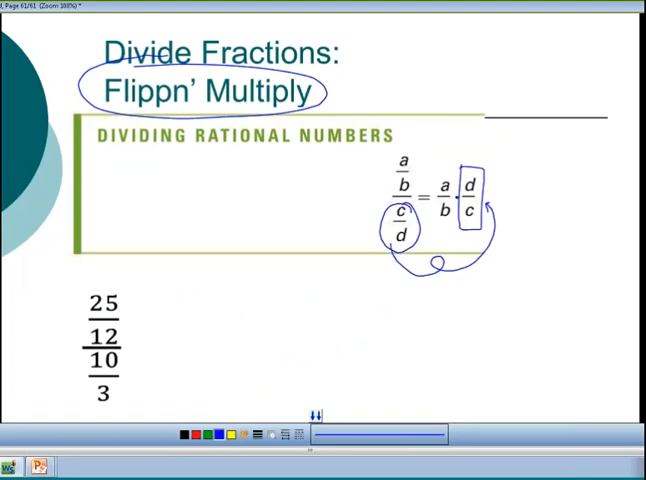 d, Page 61/61 (Zoom 100%) *
Divide Fractions:
Flippn' Multiply
DIVIDING RATIONAL NUMBERS
a
b
c
d
=
a
b
·
d
c
25
12
10
3